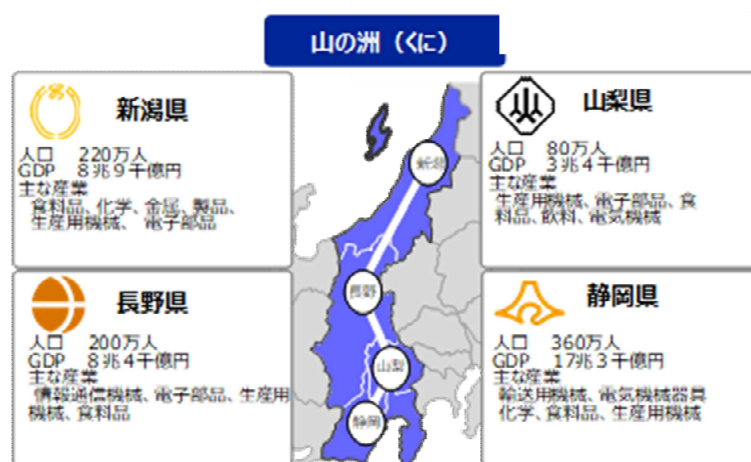 山の洲（くに）
新潟県
人口　220万人
GDP　8兆9千億円
主な産業
食料品、化学、金属、製品、
生産用機械、　電子部品
山梨県
人口　80万人
GDP　3兆4千億円
主な産業
生産用機械、電子部品、食
料品、飲料、電気機械
長野県
人口　200万人
GDP　8兆4千億円
主な産業
情報通信機械、電子部品、生産用
機械、食料品
静岡県
人口　360万人
GDP　17兆3千億円
主な産業
輸送用機械、電気機械器具
化学、食料品、生産用機械
新潟
長野
山梨
静岡